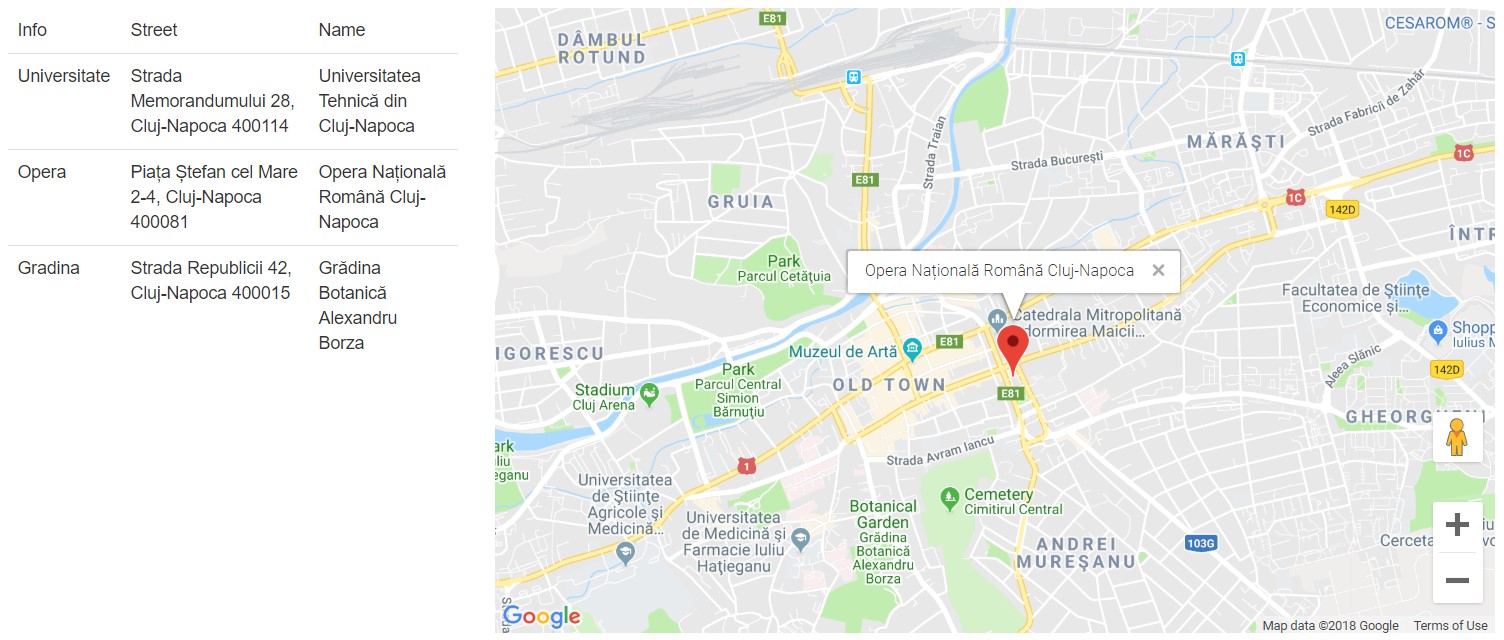 Info Street Name
Universitate Strada Universitatea
Memorandumului 28, Tehnică din
Cluj-Napoca 400114 Cluj-Napoca
Opera Piața Ștefan cel Mare Opera Națională
2-4, Cluj-Napoca Română Cluj-
400081 Napoca
Gradina Strada Republicii 42, Grădina
Cluj-Napoca 400015 Botanică
Alexandru
Borza
E81
CESAROM® - S
DÂMBUL
ROTUND
Strada Fabricii de Zahăr
Strada Traian
MĂRĂȘTI
Strada București
1C
E81
GRUIA
1C
142D
ÎNTR
Park
Parcul Cetățuia
Opera Națională Română Cluj-Napoca
Facultatea de Științe
Economice și...
Catedrala Mitropolitană
dormirea Maicii...
Shopp
Iulius M
Muzeul de Artă
E81
IGORESCU
Aleea Slănic
142D
Park
Parcul Central
Simion
Bărnuțiu
OLD TOWN
Stadium
Cluj Arena
E81
GHEORGHENI
Strada Avram Iancu
ark
liu
eganu
1
Universitatea
de Științe
Agricole și
Medicină...
Cemetery
Cimitirul Central
Botanical
Garden
Grădina
Botanică
Alexandru
Borza
Universitatea
de Medicină și
Farmacie Iuliu
Hațieganu
ANDREI
MUREȘANU
103G
Cerceta
Google
Map data ©2018 Google Terms of Use